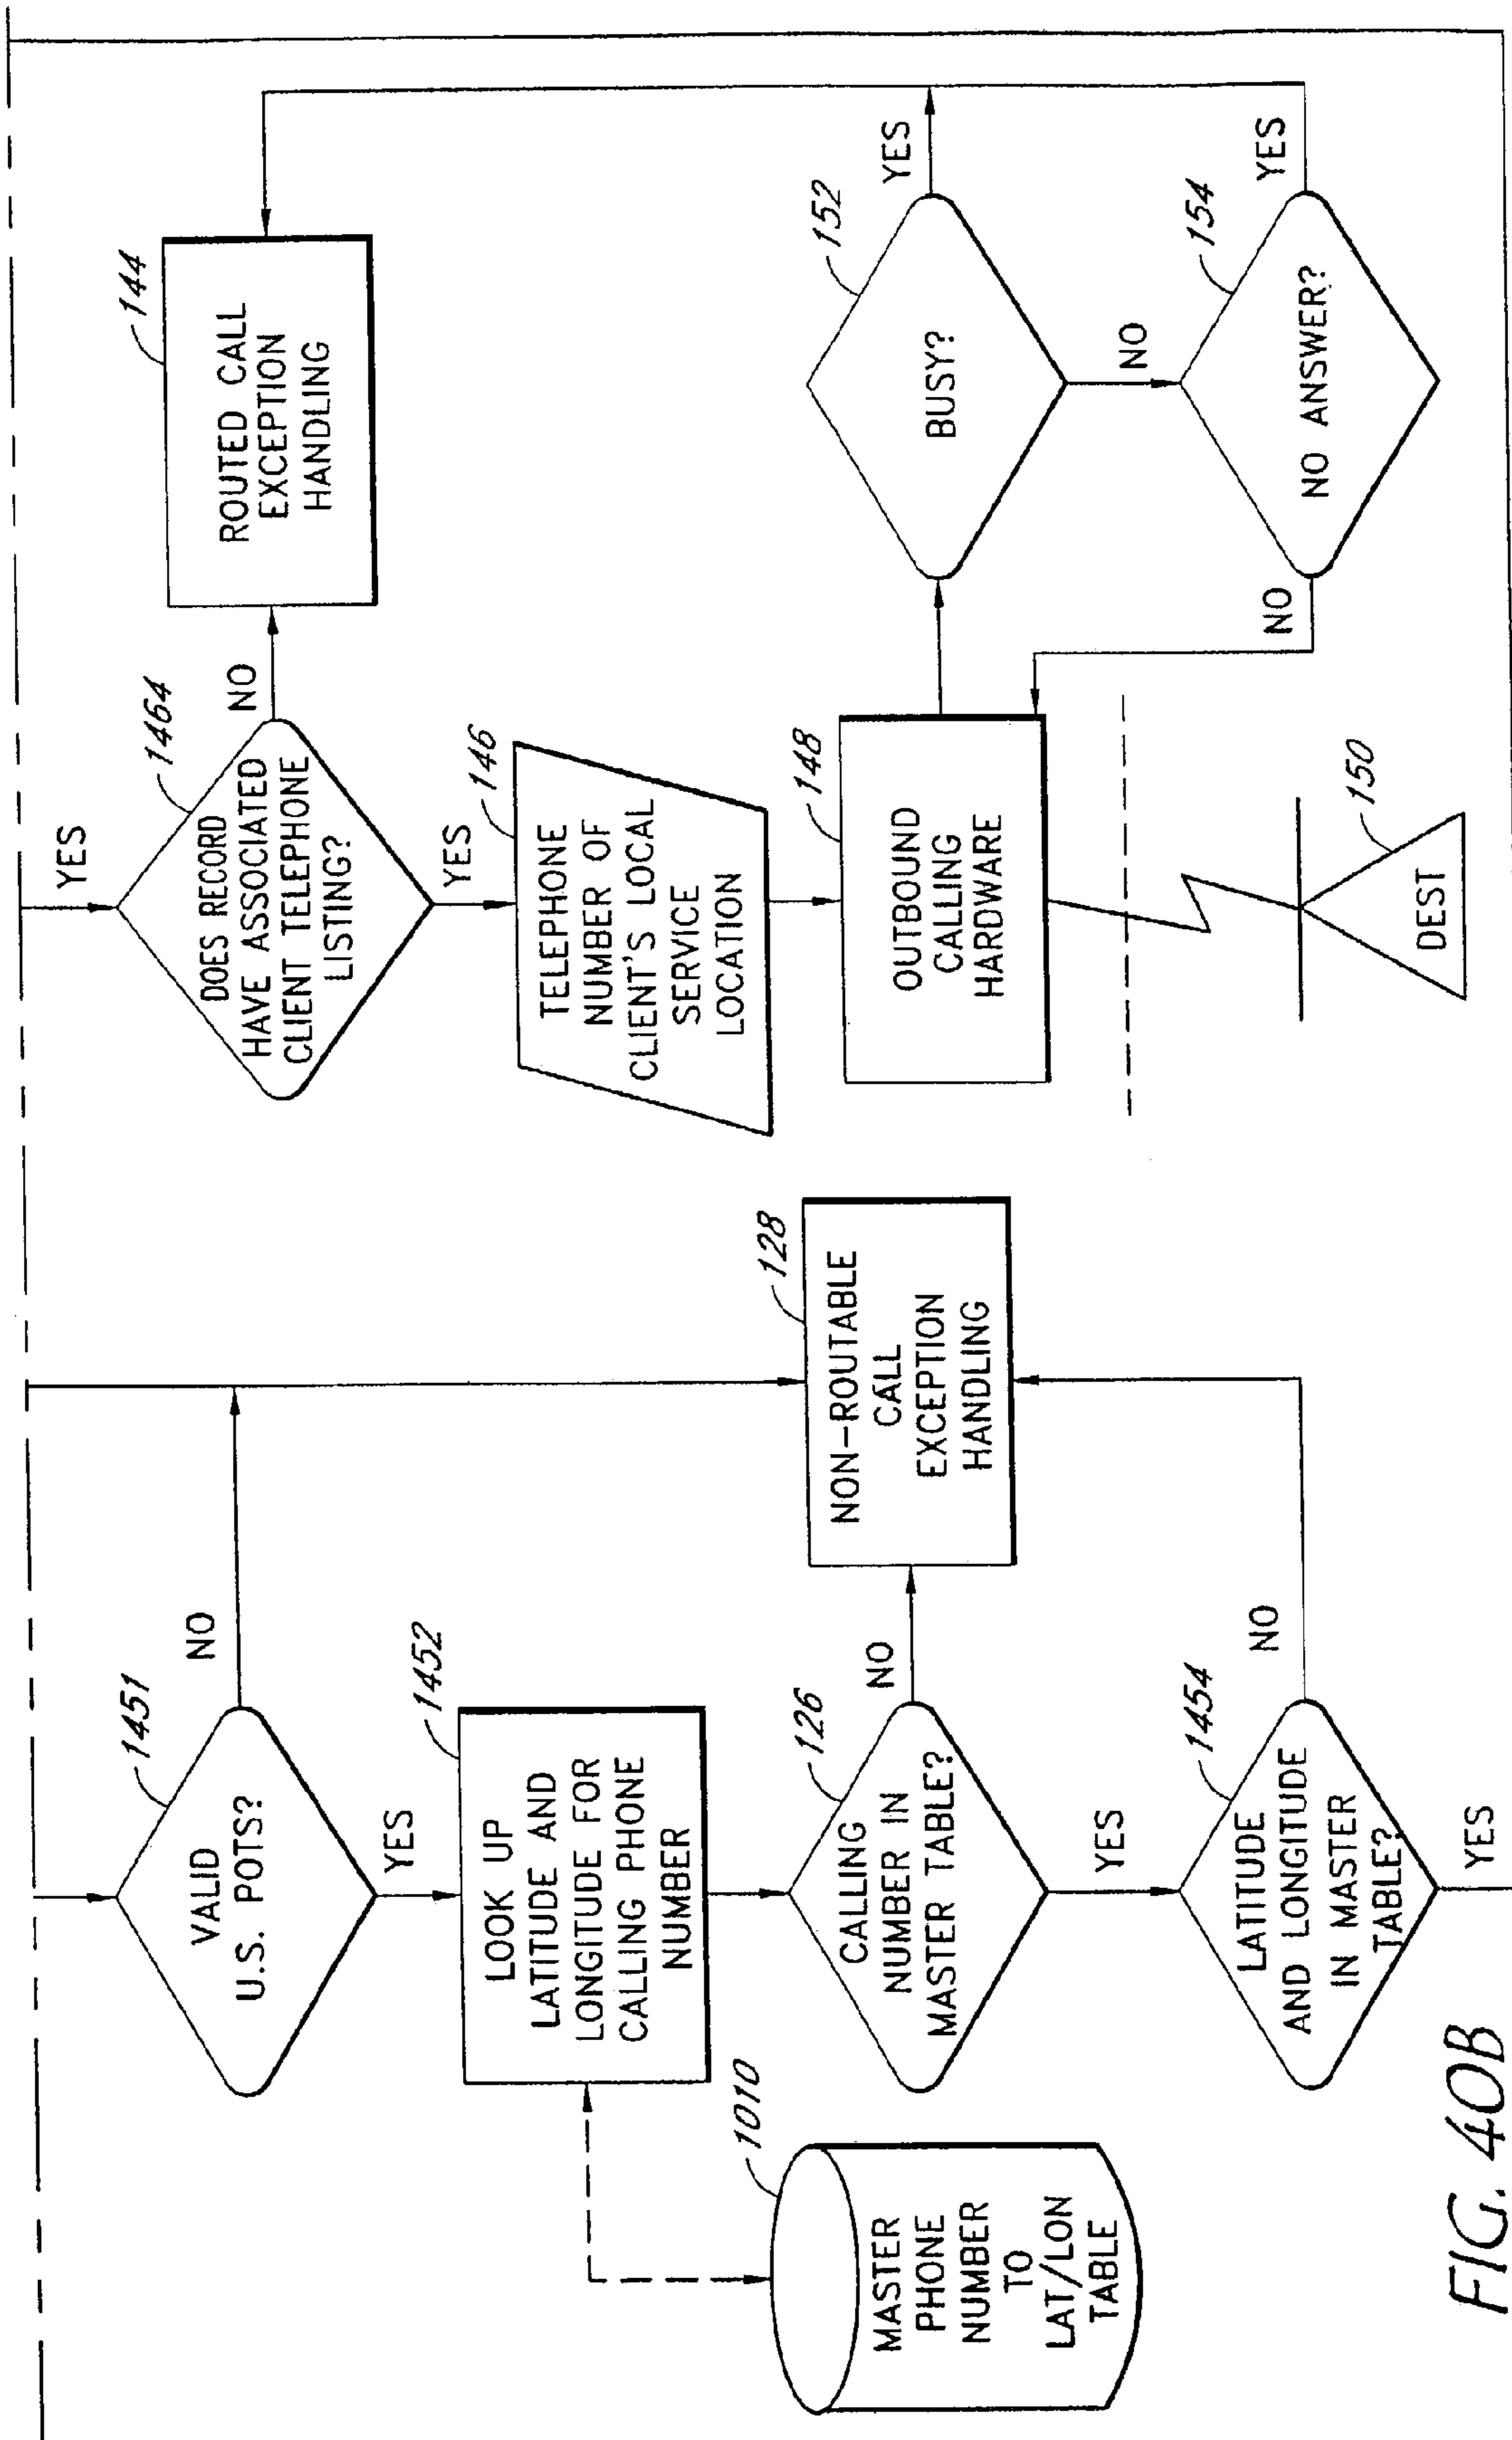 1451
VALID
U.S. POTS?
NO
YES
1452
LOOK UP
LATITUDE AND
LONGITUDE FOR
CALLING PHONE
NUMBER
1010
MASTER
PHONE
NUMBER
TO
LAT/LON
TABLE
126
CALLING
NUMBER IN
MASTER TABLE?
NO
YES
128
NON-ROUTABLE
CALL
EXCEPTION
HANDLING
1454
LATITUDE
AND LONGITUDE
IN MASTER
TABLE?
NO
YES
YES
1464
DOES RECORD
HAVE ASSOCIATED
CLIENT TELEPHONE
LISTING?
NO
YES
144
ROUTED CALL
EXCEPTION
HANDLING
146
TELEPHONE
NUMBER OF
CLIENT'S LOCAL
SERVICE
LOCATION
148
OUTBOUND
CALLING
HARDWARE
152
BUSY?
YES
NO
154
NO ANSWER?
YES
NO
150
DEST
FIG. 40B